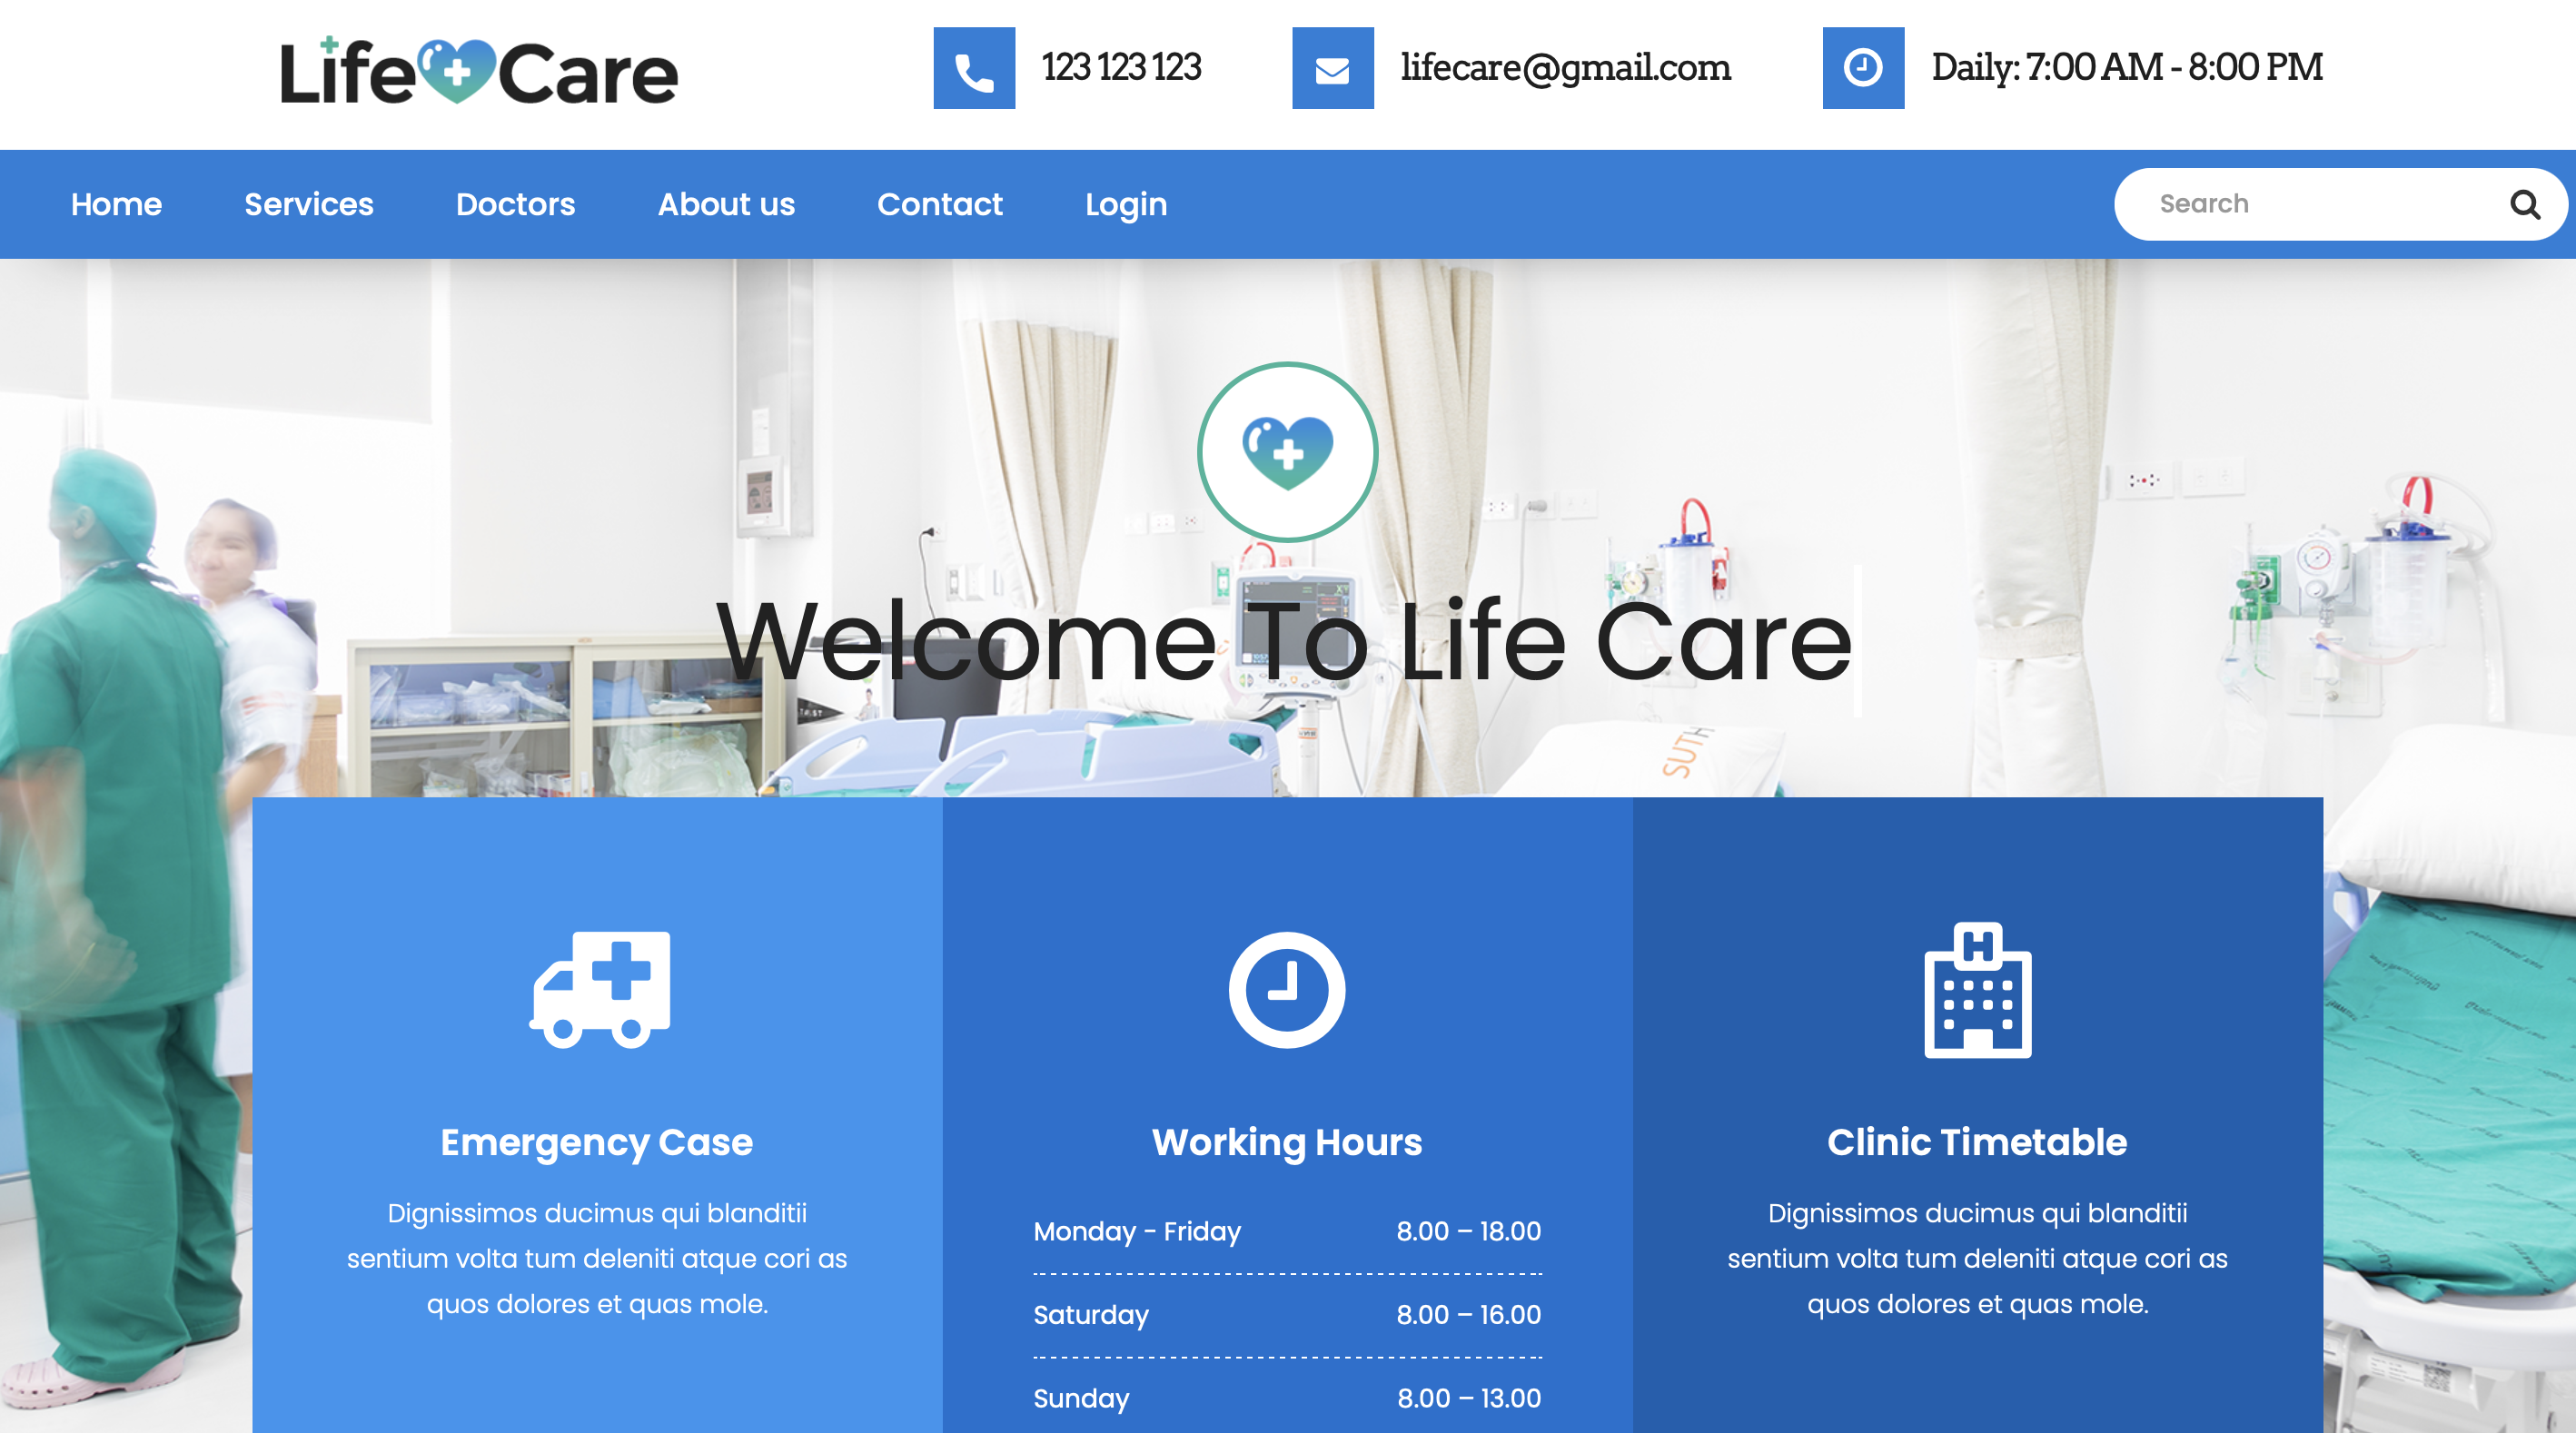 Life Care
123 123 123
lifecare@gmail.com
Daily: 7:00 AM - 8:00 PM
Home
Services
Doctors
About us
Contact
Login
Search
Welcome To Life Care
SUTH
H
Emergency Case
Dignissimos ducimus qui blanditii
sentium volta tum deleniti atque cori as
quos dolores et quas mole.
Working Hours
Monday - Friday 8.00 – 18.00
Saturday 8.00 – 16.00
Sunday 8.00 – 13.00
Clinic Timetable
Dignissimos ducimus qui blanditii
sentium volta tum deleniti atque cori as
quos dolores et quas mole.